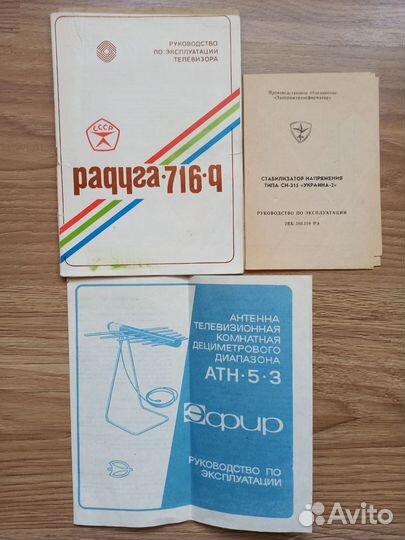 РУКОВОДСТВО
ПО ЭКСПЛУАТАЦИИ
ТЕЛЕВИЗОРА
СССР
Радуга·716·д
Производственное объединение
«Запорожтрансформатор»
СТАБИЛИЗАТОР НАПРЯЖЕНИЯ
ТИПА СН-315 «УКРАИНА-2»
РУКОВОДСТВО ПО ЭКСПЛУАТАЦИИ
АНТЕННА
ТЕЛЕВИЗИОННАЯ
КОМНАТНАЯ
ДЕЦИМЕТРОВОГО
ДИАПАЗОНА
АТН·5·3
Эфир
РУКОВОДСТВО ПО
ЭКСПЛУАТАЦИИ
Avito